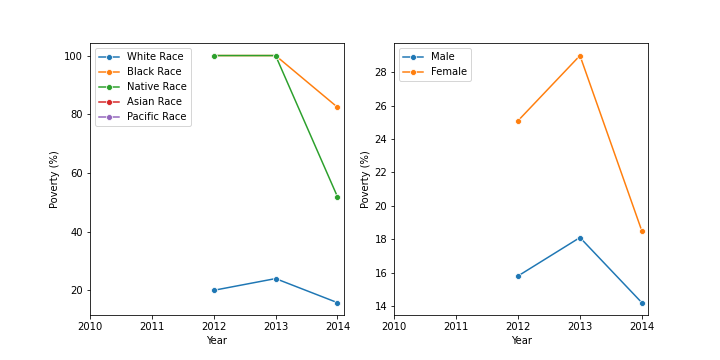 White Race
Black Race
Native Race
Asian Race
Pacific Race
100
80
60
40
20
Poverty (%)
2010 2011 2012 2013 2014
Year
Male
Female
28
26
24
22
20
18
16
14
Poverty (%)
2010 2011 2012 2013 2014
Year